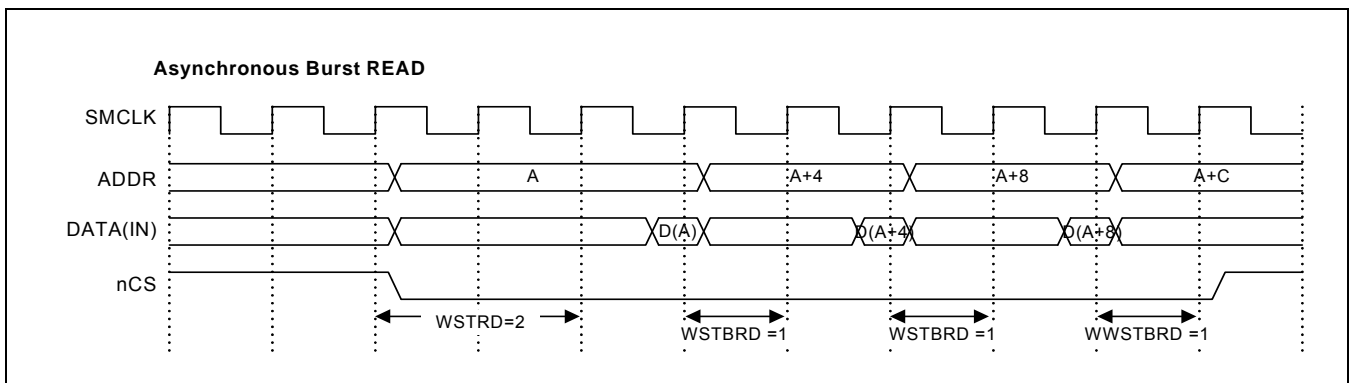 Asynchronous Burst READ
SMCLK
ADDR A A+4 A+8 A+C
DATA(IN) D(A) D(A+4) D(A+8)
nCS
WSTRD=2
WSTBRD =1 WSTBRD =1 WWSTBRD =1